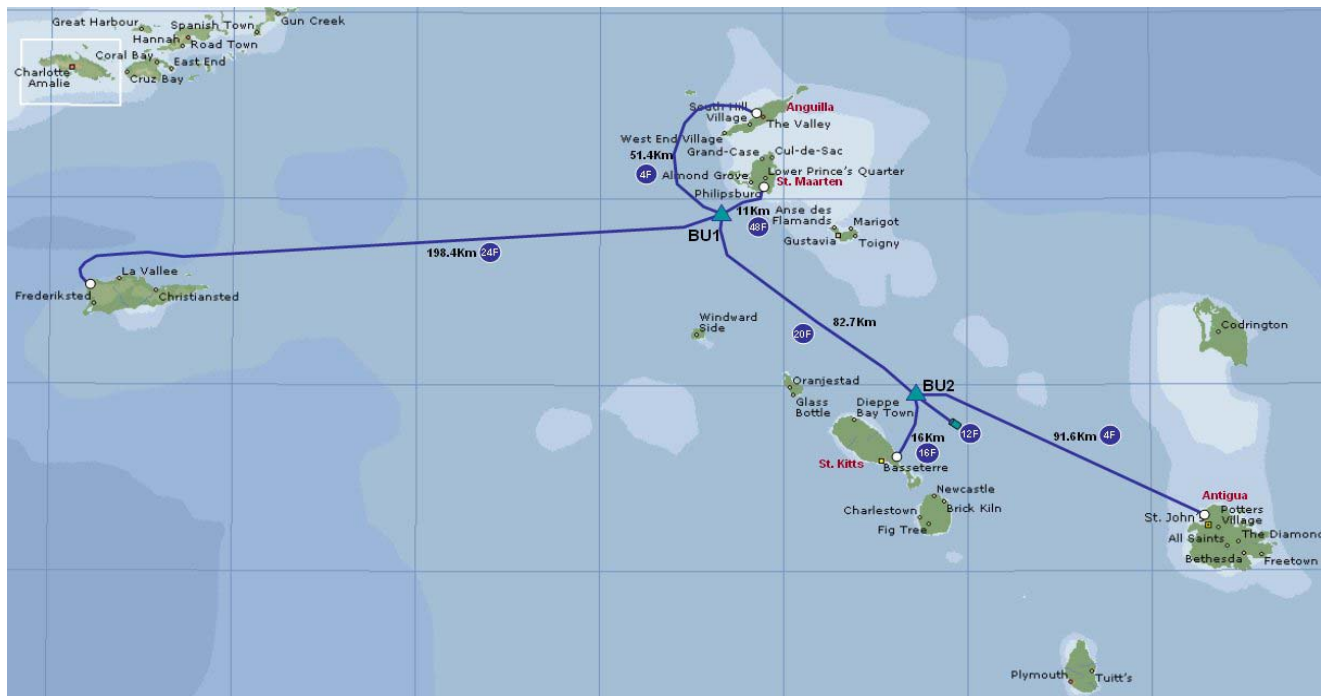 Great Harbour
Spanish Town
Gun Creek
Hannah
Road Town
Coral Bay
East End
Charlotte
Amalie
Cruz Bay
South Hill
Village
Anguilla
The Valley
West End Village
51.4Km
Grand-Case
Cul-de-Sac
4F
Almond Grove
Lower Prince's Quarter
St. Maarten
Philipsburg
11Km
Anse des
Flamands
Marigot
BU1
48F
Gustavia
Toigny
198.4Km
24F
La Vallee
Frederiksted
Christiansted
Windward
Side
82.7Km
20F
Codrington
Oranjestad
Glass
Bottle
Dieppe
Bay Town
BU2
16Km
12F
91.6Km
4F
16F
St. Kitts
Basseterre
Newcastle
Charlestown
Brick Kiln
Fig Tree
Antigua
St. John'
Potters
Village
All Saints
The Diamond
Bethesda
Freetown
Plymouth
Tuitt's